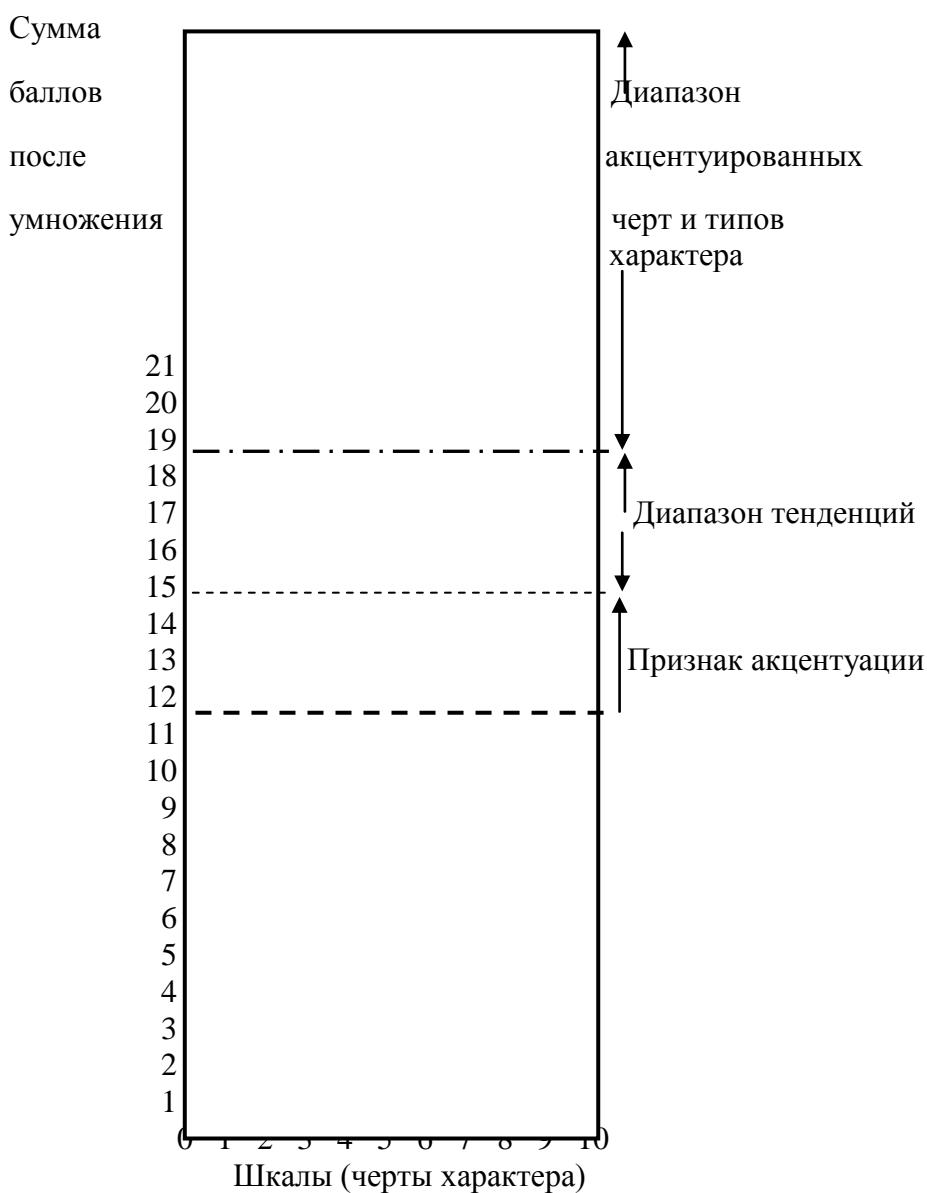 Сумма
баллов
после
умножения
Диапазон
акцентуированных
черт и типов
характера
21
20
19
18
17
Диапазон тенденций
16
15
14
13
Признак акцентуации
12
11
10
9
8
7
6
5
4
3
2
1
0 1 2 3 4 5 6 7 8 9 10
Шкалы (черты характера)